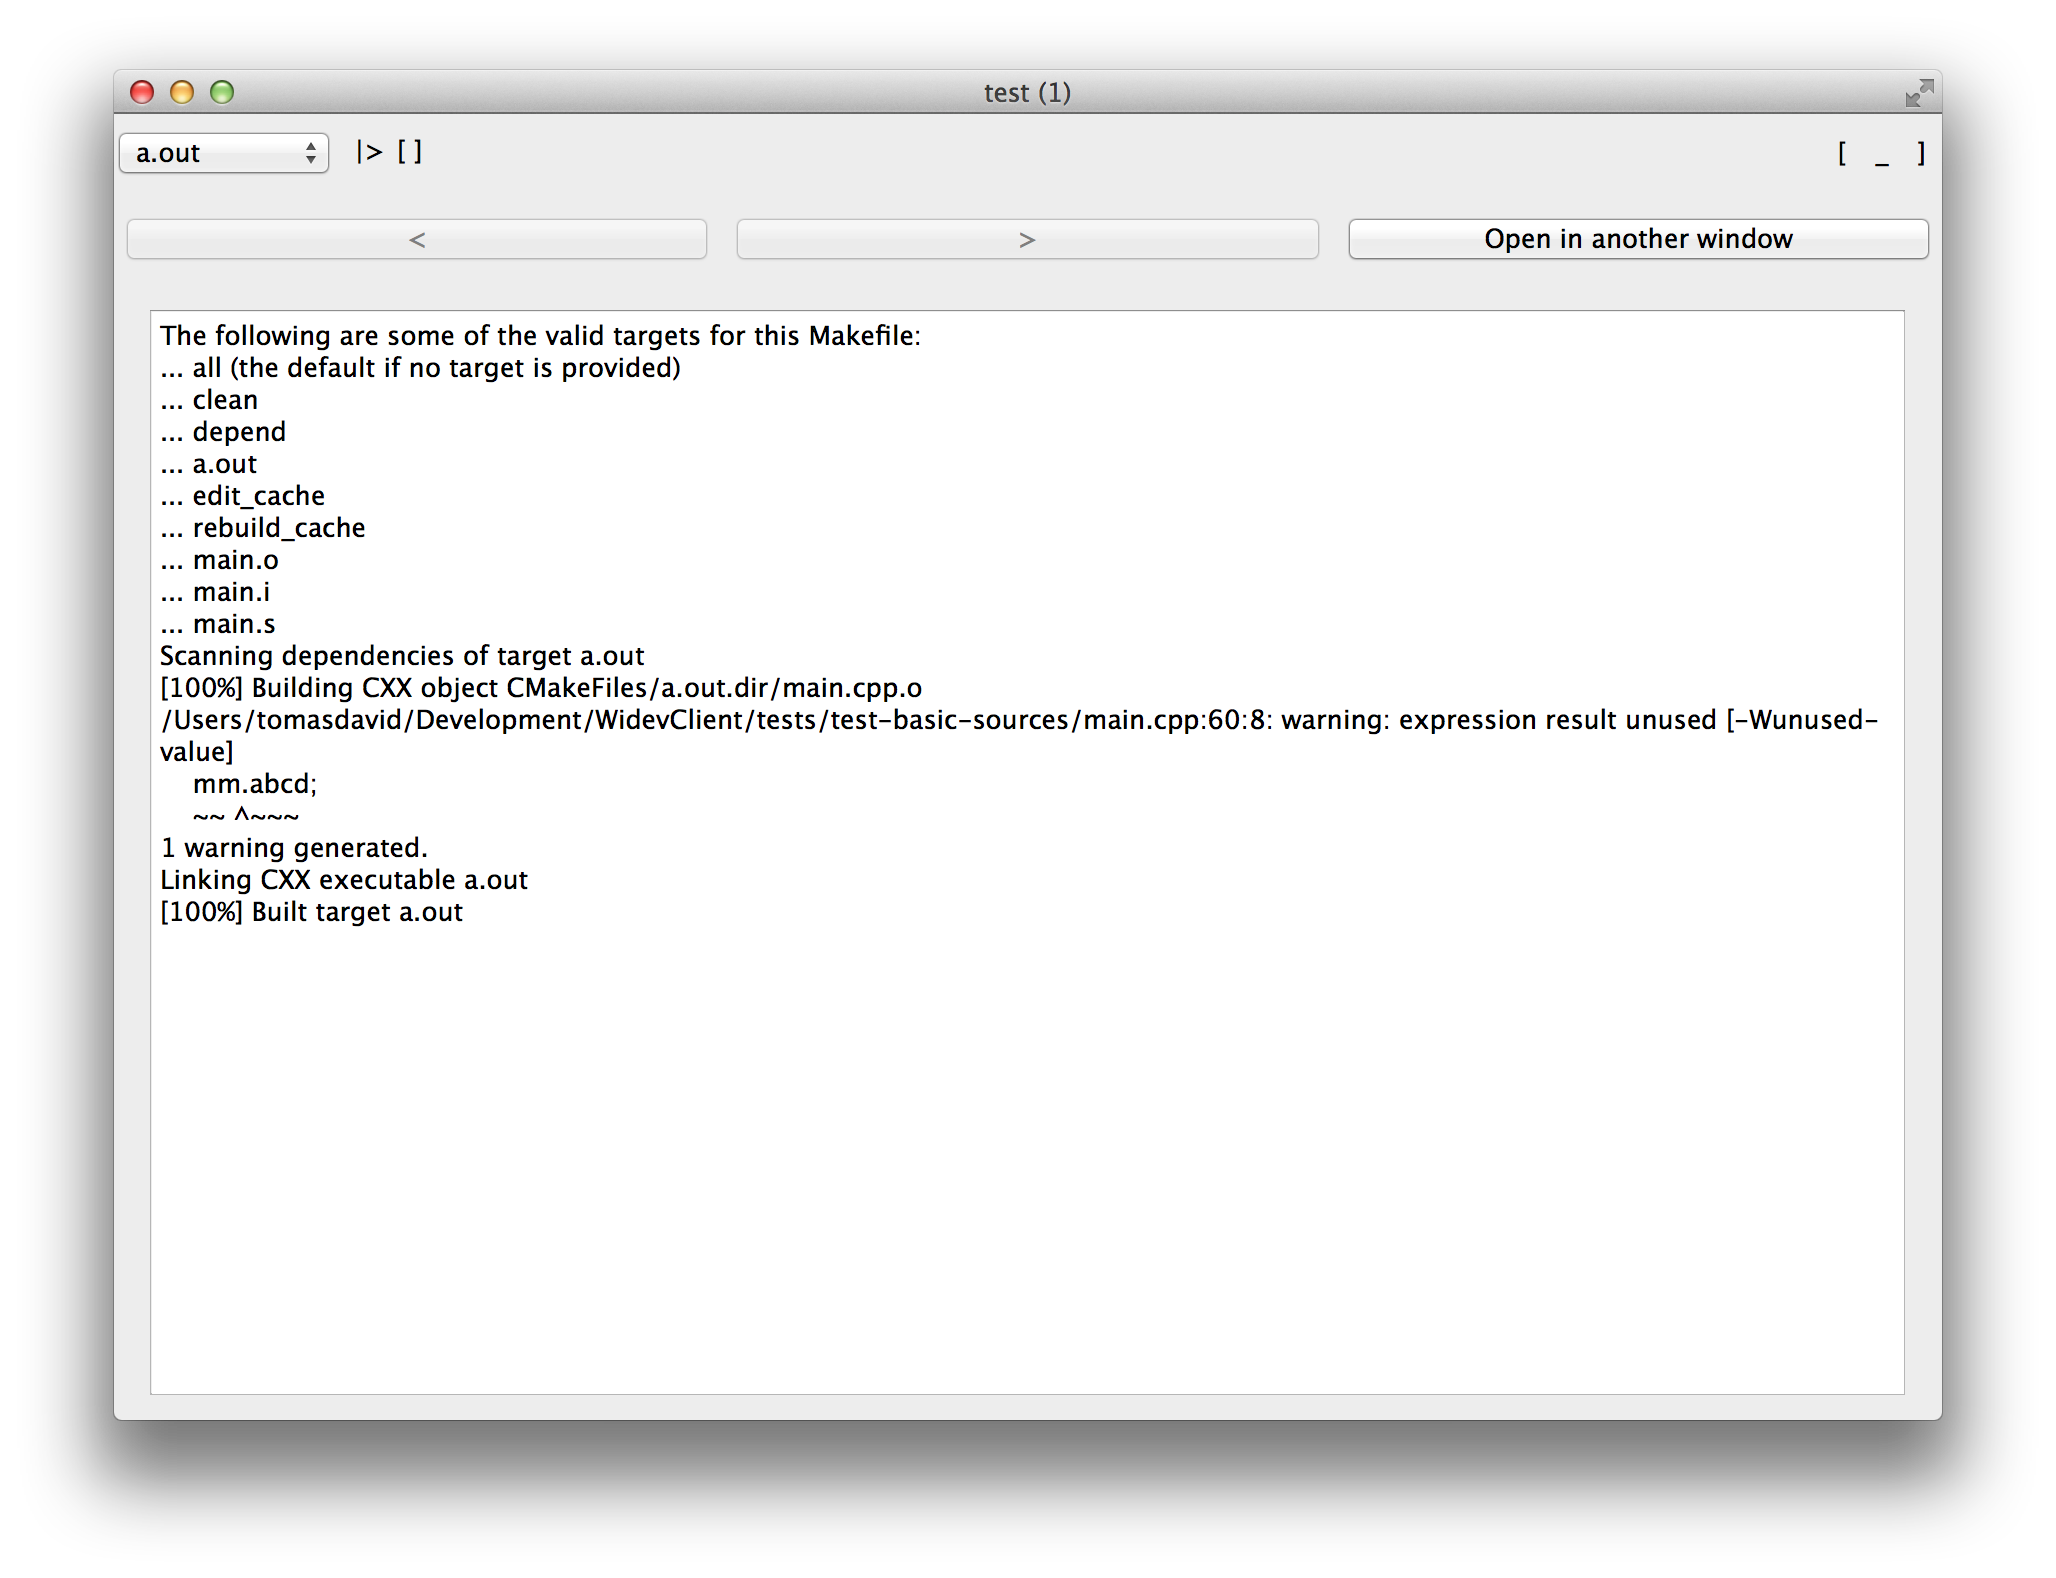 test (1)
a.out |> [] [ _ ]
< > Open in another window
The following are some of the valid targets for this Makefile:
... all (the default if no target is provided)
... clean
... depend
... a.out
... edit_cache
... rebuild_cache
... main.o
... main.i
... main.s
Scanning dependencies of target a.out
[100%] Building CXX object CMakeFiles/a.out.dir/main.cpp.o
/Users/tomasdavid/Development/WidevClient/tests/test-basic-sources/main.cpp:60:8: warning: expression result unused [-Wunused-
value]
    mm.abcd;
    ~~ ^~~~
1 warning generated.
Linking CXX executable a.out
[100%] Built target a.out